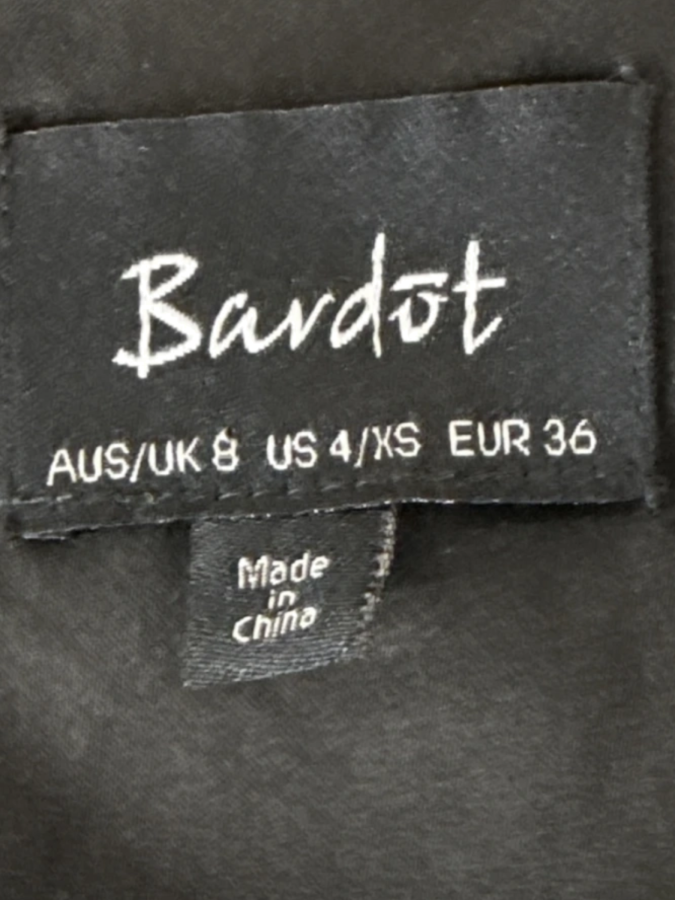 Bardōt
AUS/UK 8 US 4/XS EUR 36
Made
in
China